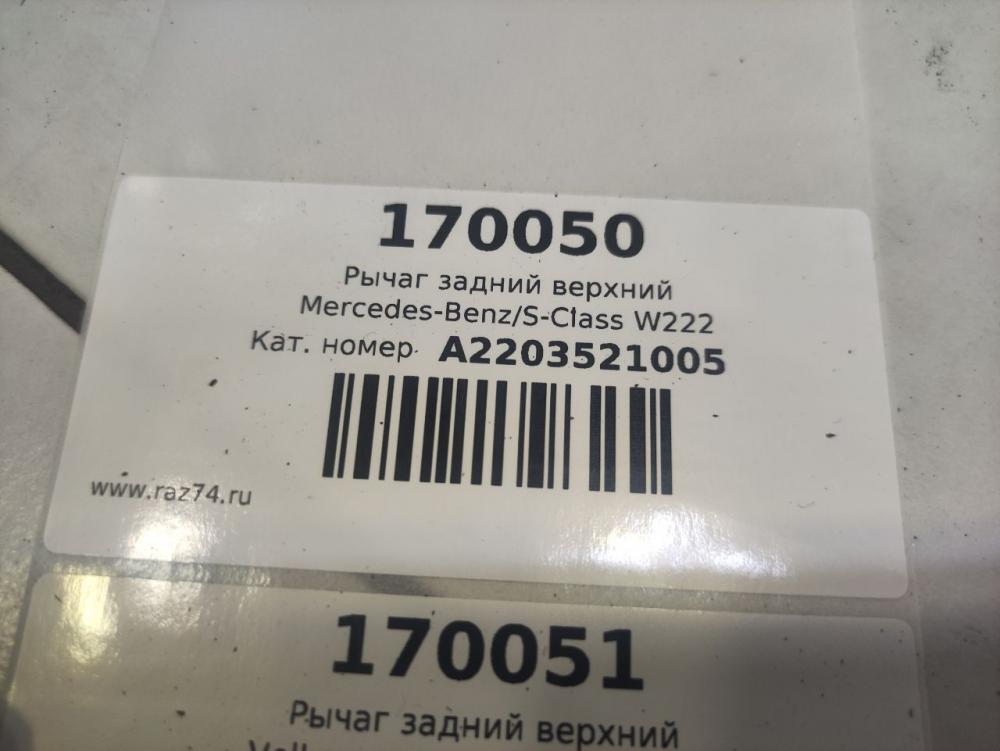 170050
Рычаг задний верхний
Mercedes-Benz/S-Class W222
Кат. номер A2203521005
www.raz74.ru
170051
Рычаг задний верхний